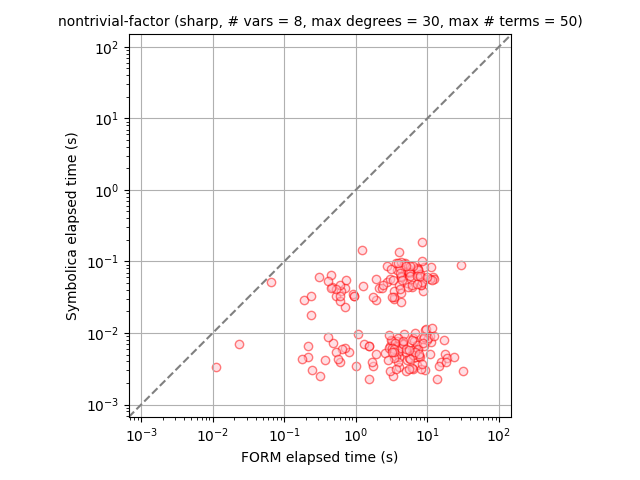 nontrivial-factor (sharp, # vars = 8, max degrees = 30, max # terms = 50)
Symbolica elapsed time (s)
10²
10¹
10⁰
10⁻¹
10⁻²
10⁻³
10⁻³ 10⁻² 10⁻¹ 10⁰ 10¹ 10²
FORM elapsed time (s)